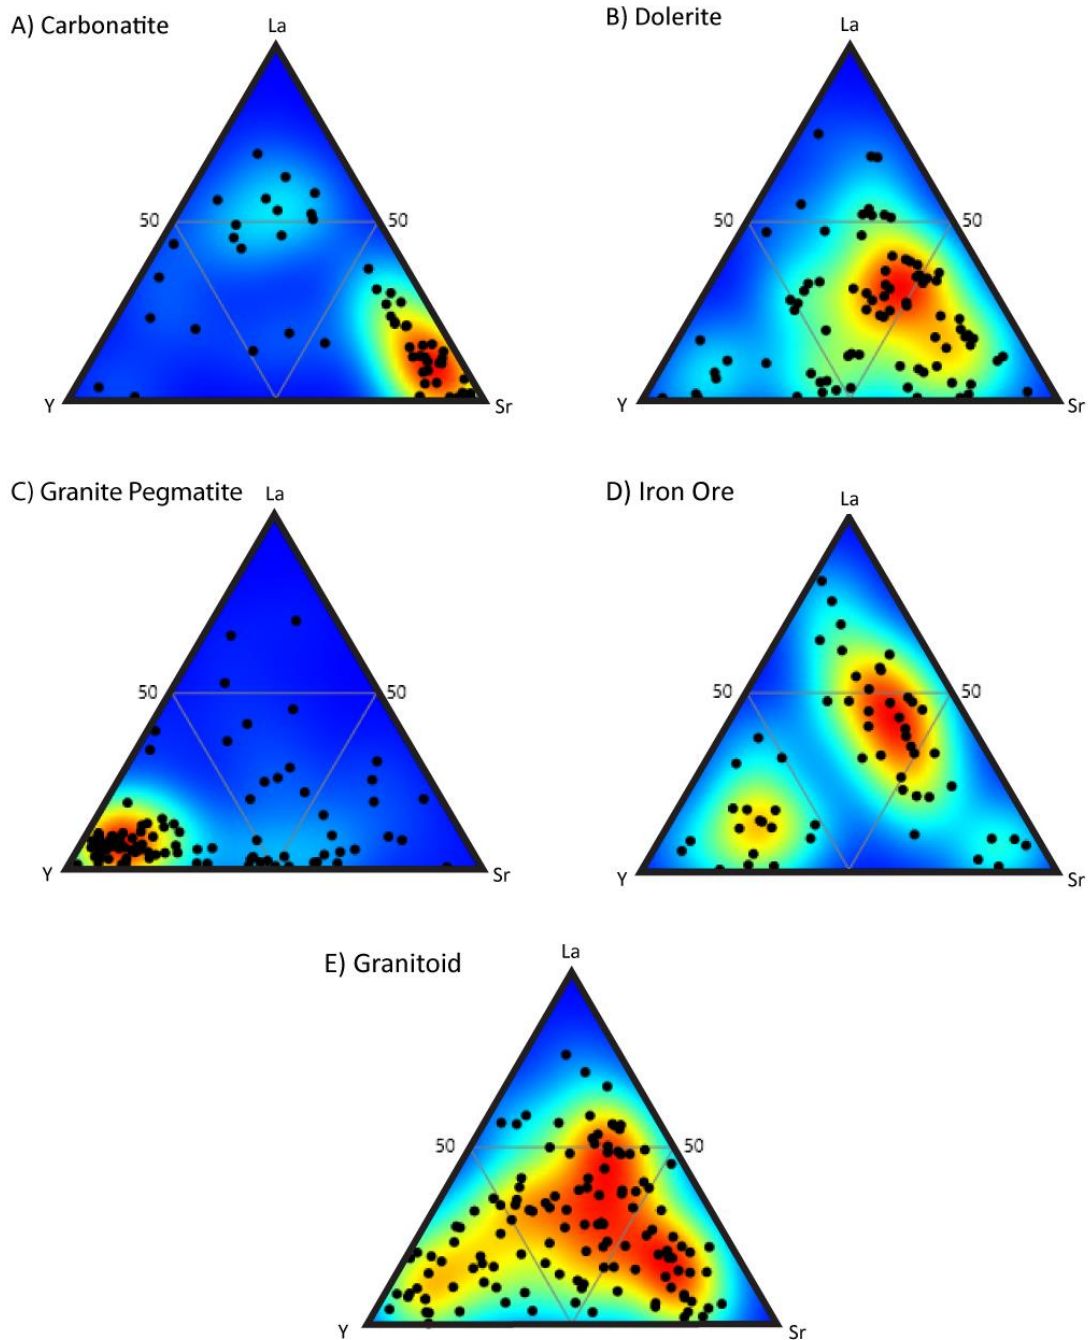 A) Carbonatite
La
50
50
Y
Sr
B) Dolerite
La
50
50
Y
Sr
C) Granite Pegmatite
La
50
50
Y
Sr
D) Iron Ore
La
50
50
Y
Sr
E) Granitoid
La
50
50
Y
Sr